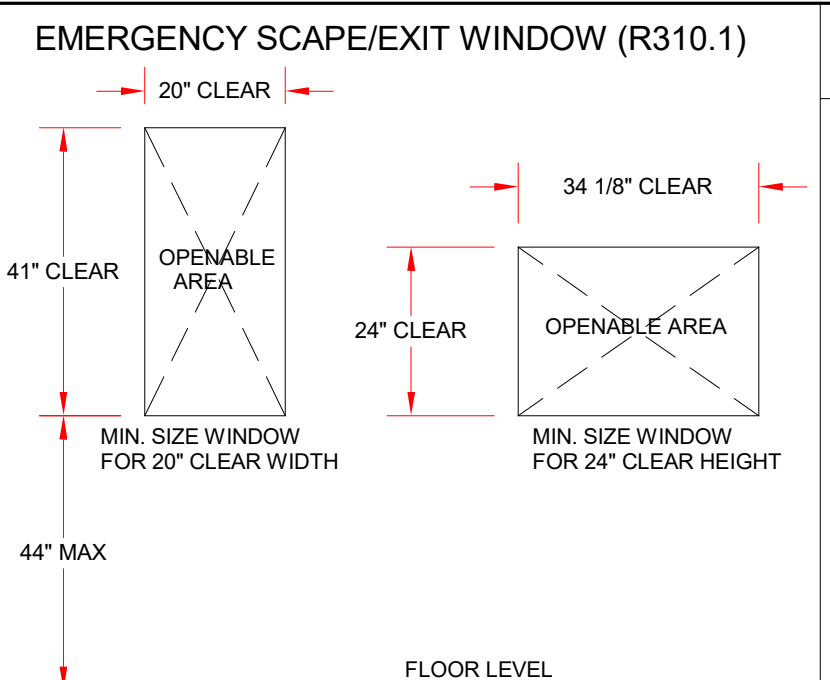 EMERGENCY SCAPE/EXIT WINDOW (R310.1)
20" CLEAR
41" CLEAR
OPENABLE
AREA
MIN. SIZE WINDOW
FOR 20" CLEAR WIDTH
44" MAX
34 1/8" CLEAR
24" CLEAR
OPENABLE AREA
MIN. SIZE WINDOW
FOR 24" CLEAR HEIGHT
FLOOR LEVEL